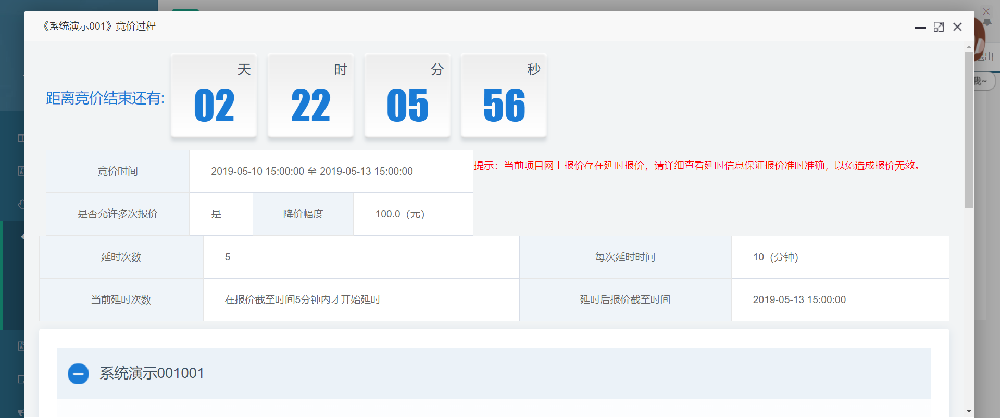 《系统演示001》竞价过程
退出
我~
距离竞价结束还有:
天
02
时
22
分
05
秒
56
竞价时间
2019-05-10 15:00:00 至 2019-05-13 15:00:00
提示：当前项目网上报价存在延时报价，请详细查看延时信息保证报价准时准确，以免造成报价无效。
是否允许多次报价
是
降价幅度
100.0（元）
延时次数
5
每次延时时间
10（分钟）
当前延时次数
在报价截至时间5分钟内才开始延时
延时后报价截至时间
2019-05-13 15:00:00
系统演示001001